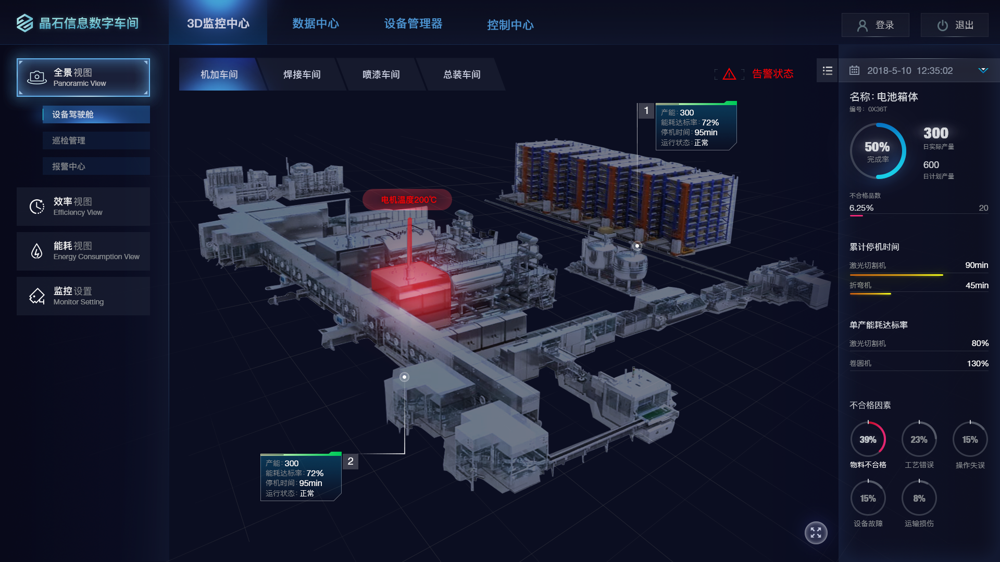 晶石信息数字车间
3D监控中心
数据中心
设备管理器
控制中心
登录
退出
全景视图
Panoramic View
设备驾驶舱
巡检管理
报警中心
效率视图
Efficiency View
能耗视图
Energy Consumption View
监控设置
Monitor Setting
机加车间
焊接车间
喷漆车间
总装车间
告警状态
1
产能:300
能耗达标率:72%
停机时间:95min
运行状态:正常
电机温度200℃
产能:300
能耗达标率:72%
停机时间:95min
运行状态:正常
2
2018-5-10 12:35:02
名称:电池箱体
编号: 0X36T
50%
完成率
300
日实际产量
600
日计划产量
不合格品数
6.25%
20
累计停机时间
激光切割机
90min
折弯机
45min
单产能耗达标率
激光切割机
80%
卷圆机
130%
不合格因素
39%
物料不合格
23%
工艺错误
15%
操作失误
15%
设备故障
8%
运输损伤